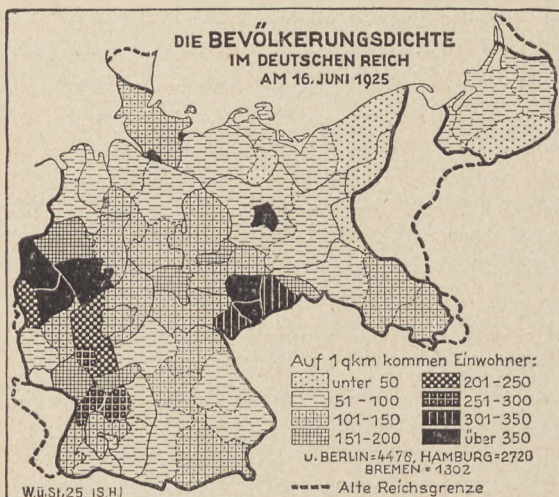 DIE BEVÖLKERUNGSDICHTE
IM DEUTSCHEN REICH
AM 16. JUNI 1925
Auf 1 qkm kommen Einwohner:
unter 50
51-100
101-150
151-200
201-250
251-300
301-350
über 350
u. BERLIN=4476, HAMBURG=2720
BREMEN = 1302
Alte Reichsgrenze
W.ü.St.25 (S.H)